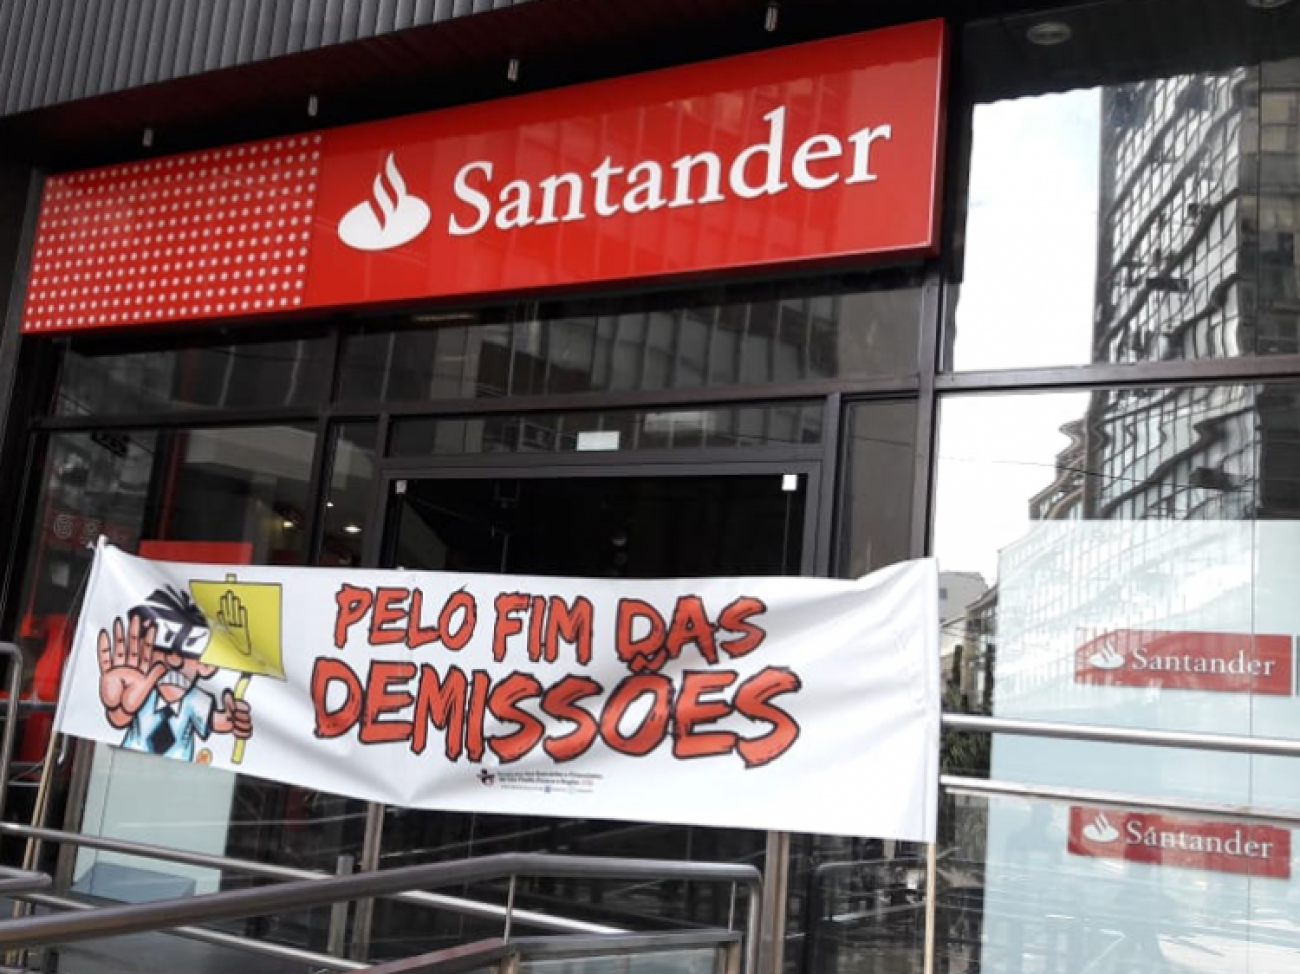 Santander
PELO FIM DAS
DEMISSÕES
Santander
Santander